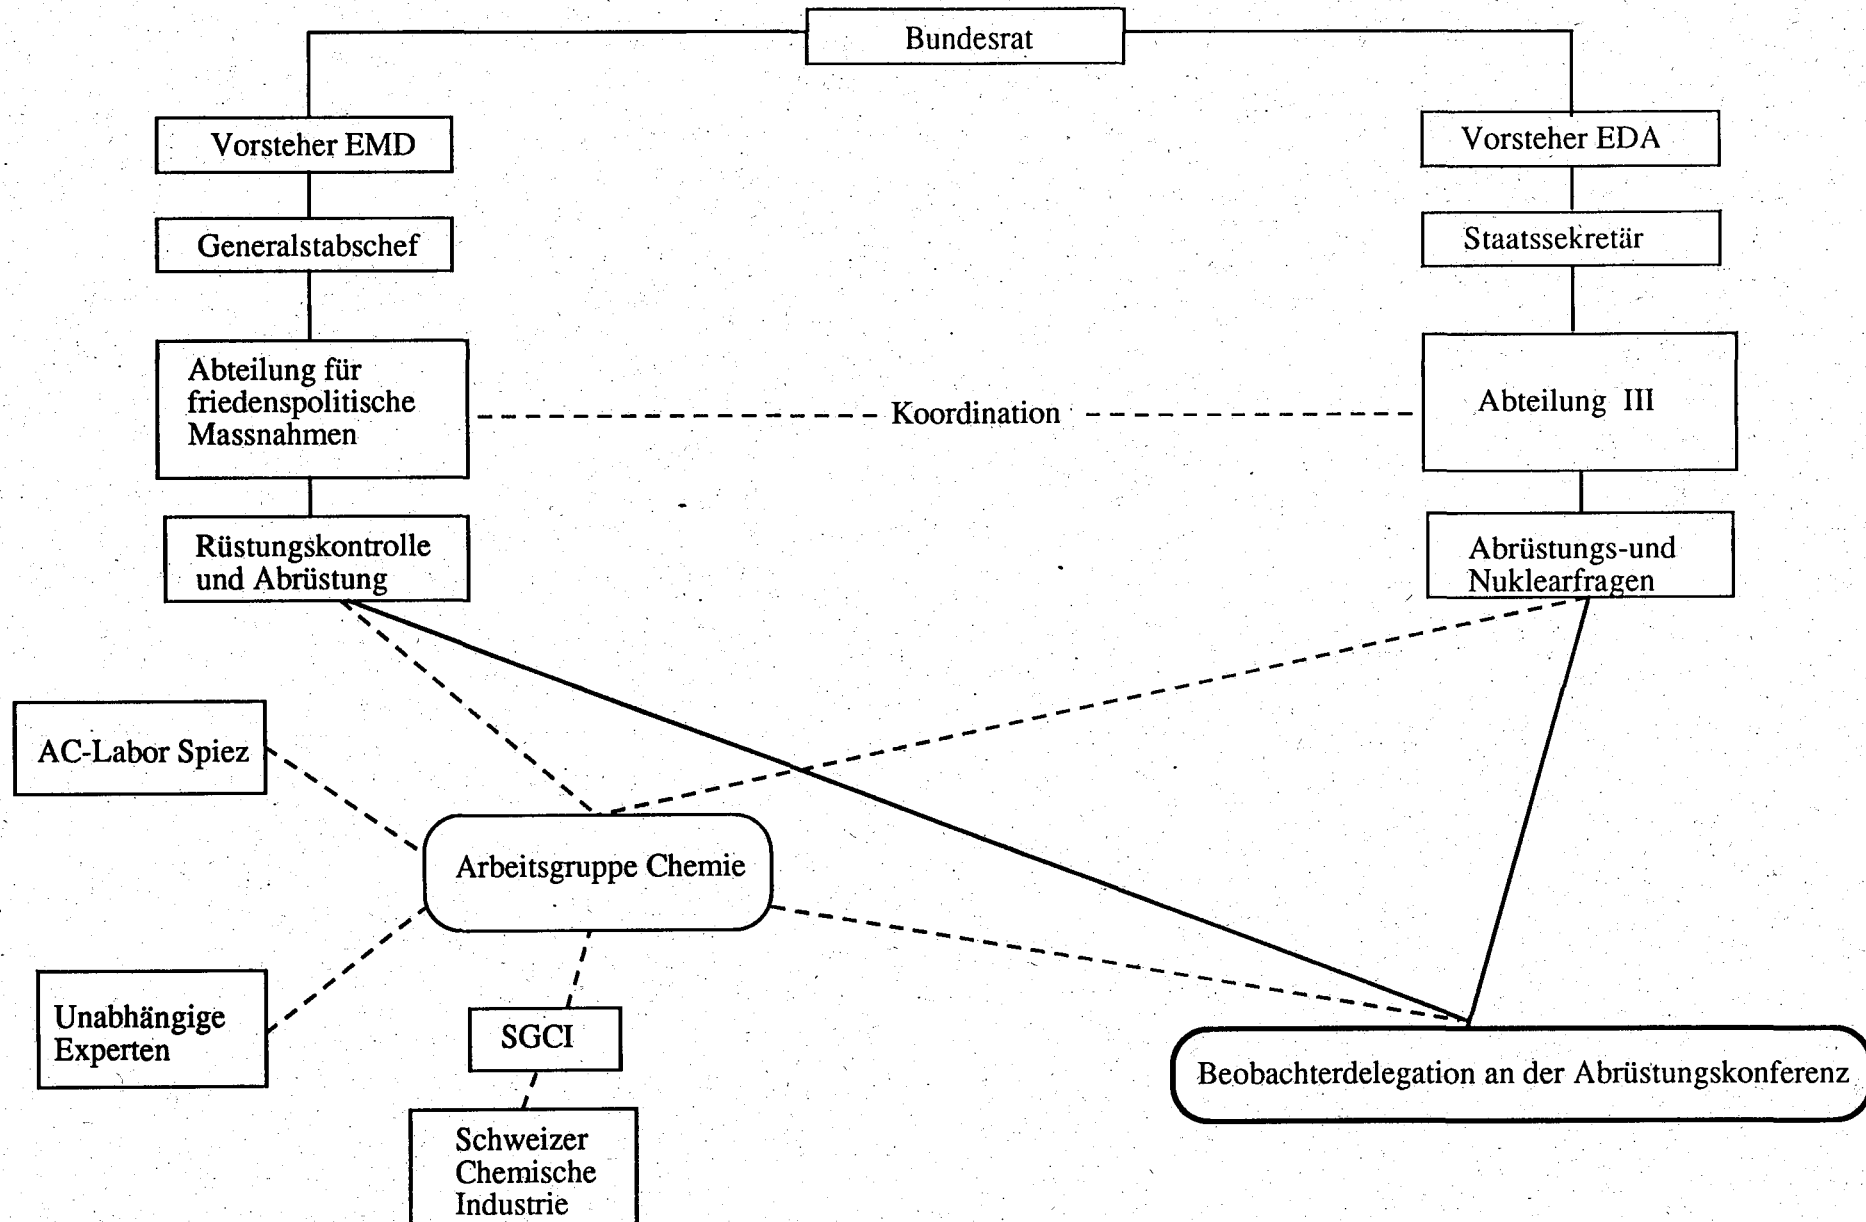 Bundesrat
Vorsteher EMD
Vorsteher EDA
Generalstabschef
Staatssekretär
Abteilung für
friedenspolitische
Massnahmen
Koordination
Abteilung III
Rüstungskontrolle
und Abrüstung
Abrüstungs-und
Nuklearfragen
AC-Labor Spiez
Arbeitsgruppe Chemie
Unabhängige
Experten
SGCI
Beobachterdelegation an der Abrüstungskonferenz
Schweizer
Chemische
Industrie